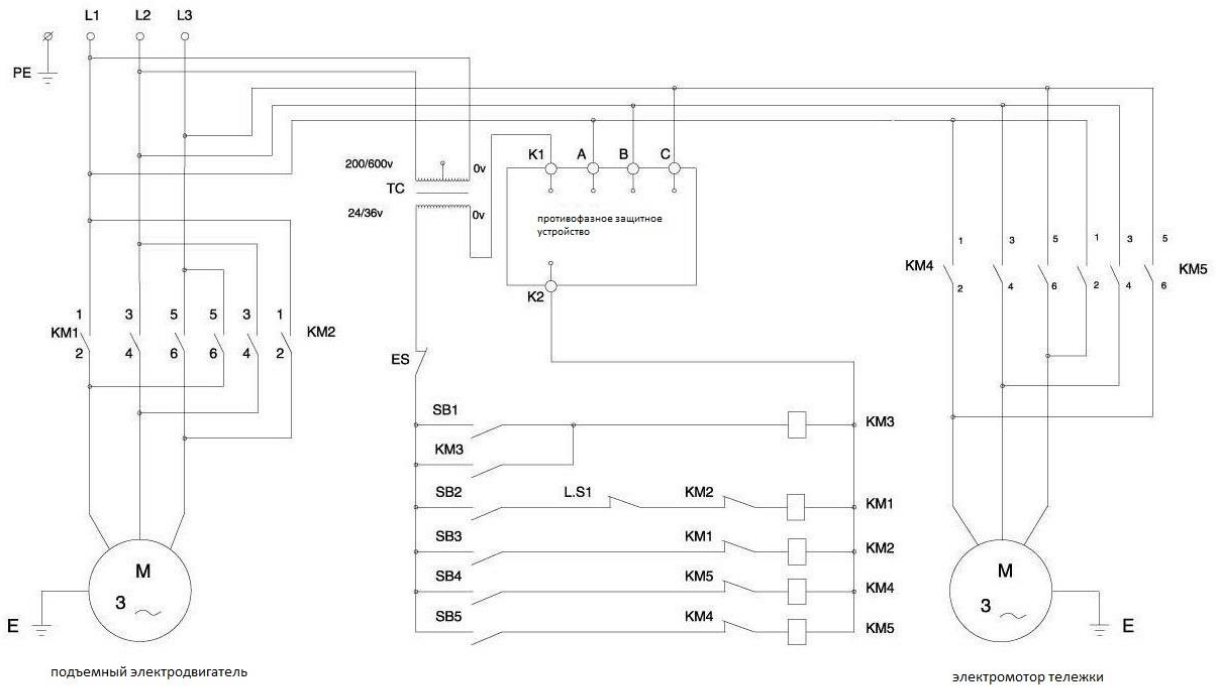 L1 L2 L3
PE
K1 A B C
200/600v 0v
TC
24/36v 0v
противофазное защитное
устройство
K2
1 3 5 1 3 5
KM4 KM5
2 4 6 2 4 6
1 3 5 5 3 1
KM1 KM2
2 4 6 6 4 2
ES
SB1 KM3
KM3
SB2 L.S1 KM2 KM1
SB3 KM1 KM2
SB4 KM5 KM4
SB5 KM4 KM5
M
3
E
M
3
E
подъемный электродвигатель
электромотор тележки